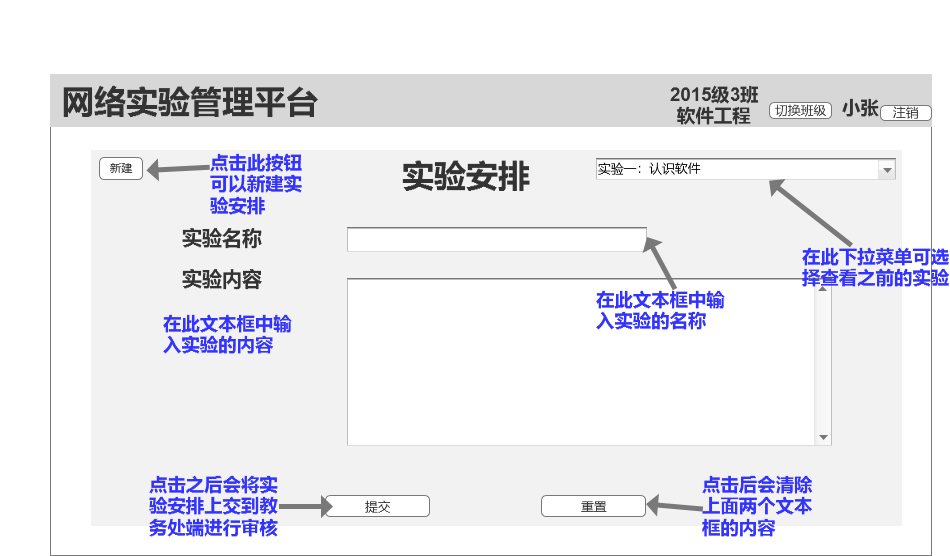 网络实验管理平台
2015级3班
软件工程
切换班级
小张
注销
新建
点击此按钮
可以新建实
验安排
实验安排
实验一：认识软件
在此下拉菜单可选
择查看之前的实验
实验名称
实验内容
在此文本框中输
入实验的名称
在此文本框中输
入实验的内容
点击之后会将实
验安排上交到教
务处端进行审核
提交
重置
点击后会清除
上面两个文本
框的内容